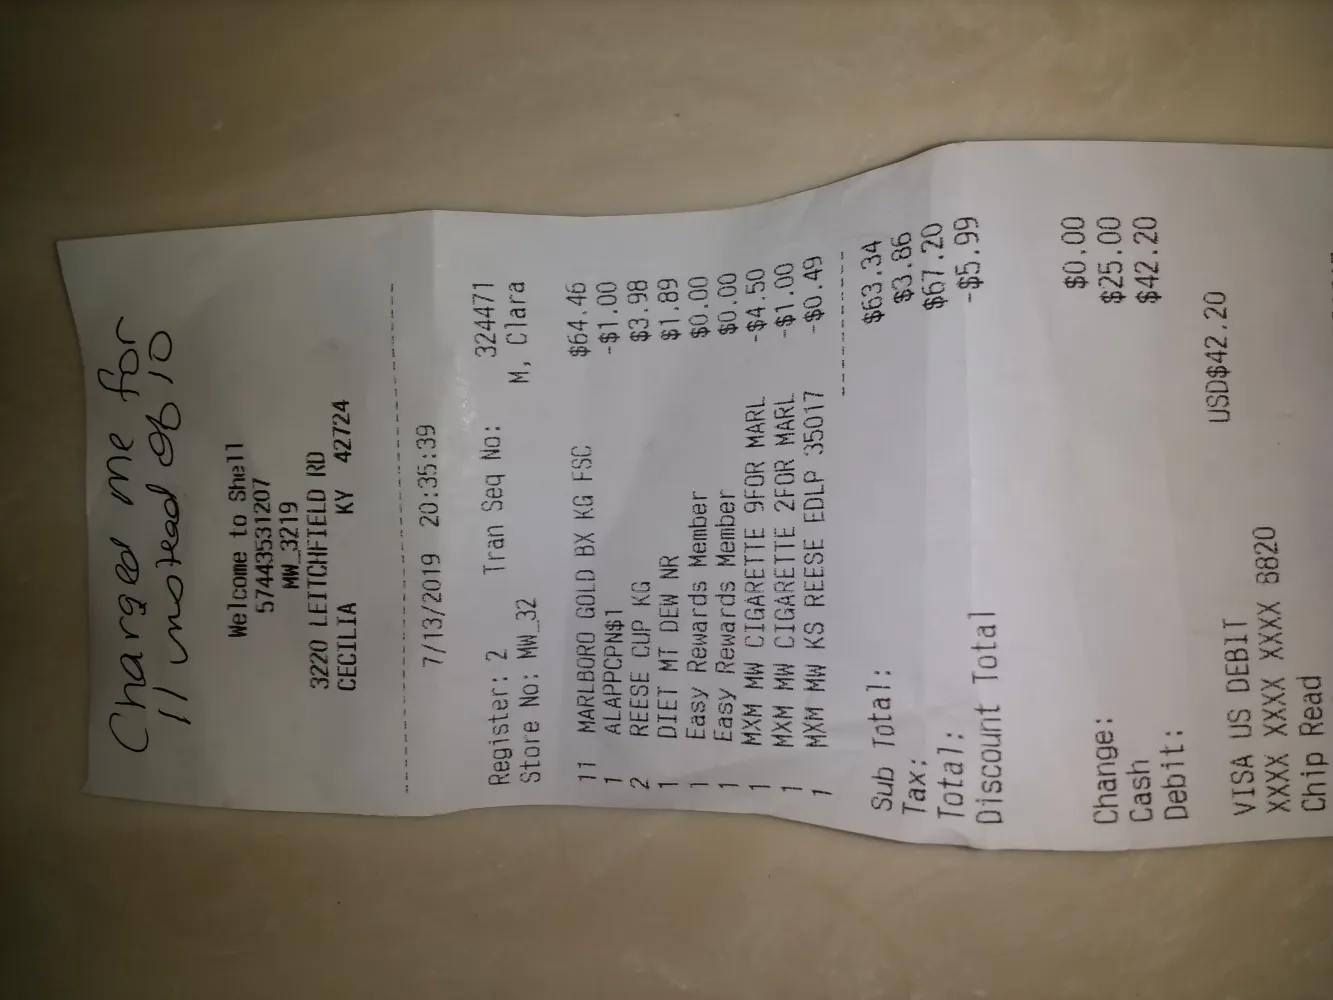 Charged me for
11 instead of 10
Welcome to Shell
57443531207
MW_3219
3220 LEITCHFIELD RD
CECILIA KY 42724
7/13/2019 20:35:39
Register: 2 Tran Seq No: 324471
Store No: MW_32 M, Clara
11 MARLBORO GOLD BX KG FSC $64.46
1 ALAPPCPN$1 -$1.00
2 REESE CUP KG $3.98
1 DIET MT DEW NR $1.89
1 Easy Rewards Member $0.00
1 Easy Rewards Member $0.00
1 MXM MW CIGARETTE 9FOR MARL -$4.50
1 MXM MW CIGARETTE 2FOR MARL -$1.00
1 MXM MW KS REESE EDLP 35017 -$0.49
Sub Total: $63.34
Tax: $3.86
Total: $67.20
Discount Total -$5.99
Change: $0.00
Cash $25.00
Debit: $42.20
USD$42.20
VISA US DEBIT
XXXX XXXX XXXX 8820
Chip Read